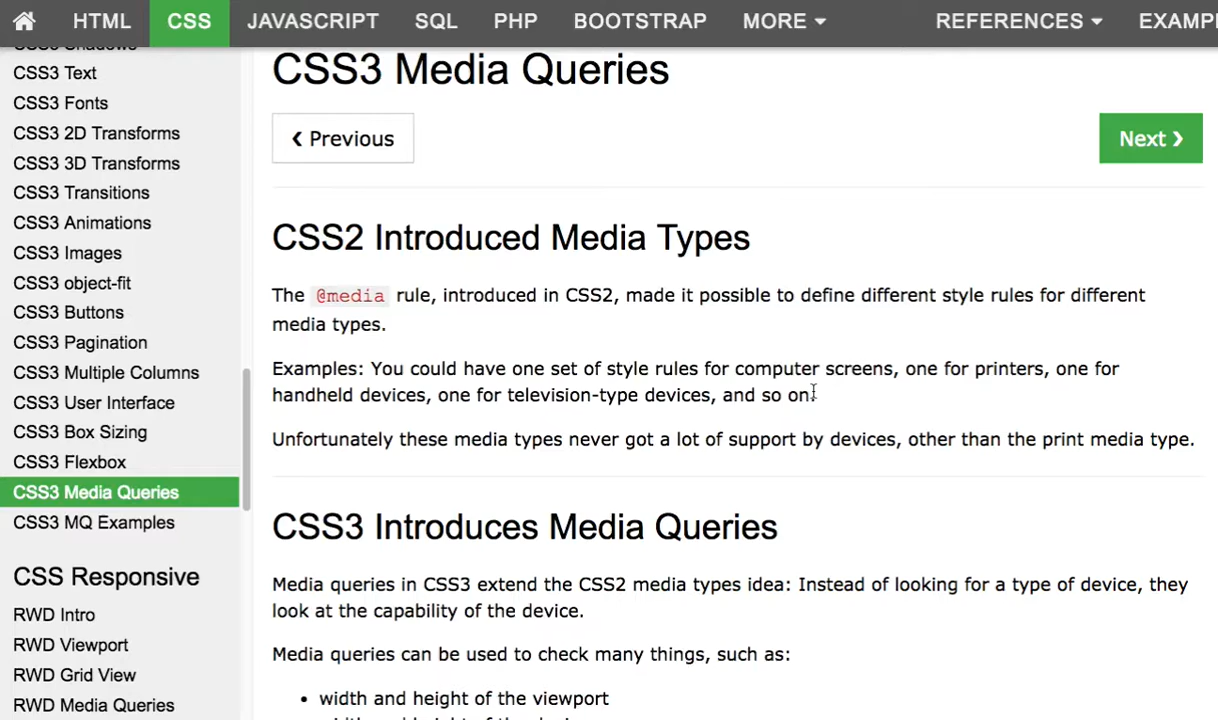 HTML CSS JAVASCRIPT SQL PHP BOOTSTRAP MORE REFERENCES
CSS3 Shadows
CSS3 Text
CSS3 Fonts
CSS3 2D Transforms
CSS3 3D Transforms
CSS3 Transitions
CSS3 Animations
CSS3 Images
CSS3 object-fit
CSS3 Buttons
CSS3 Pagination
CSS3 Multiple Columns
CSS3 User Interface
CSS3 Box Sizing
CSS3 Flexbox
CSS3 Media Queries
CSS3 MQ Examples
CSS Responsive
RWD Intro
RWD Viewport
RWD Grid View
RWD Media Queries
CSS3 Media Queries
❮ Previous
Next ❯
CSS2 Introduced Media Types
The @media rule, introduced in CSS2, made it possible to define different style rules for different
media types.
Examples: You could have one set of style rules for computer screens, one for printers, one for
handheld devices, one for television-type devices, and so on.
Unfortunately these media types never got a lot of support by devices, other than the print media type.
CSS3 Introduces Media Queries
Media queries in CSS3 extend the CSS2 media types idea: Instead of looking for a type of device, they
look at the capability of the device.
Media queries can be used to check many things, such as:
• width and height of the viewport